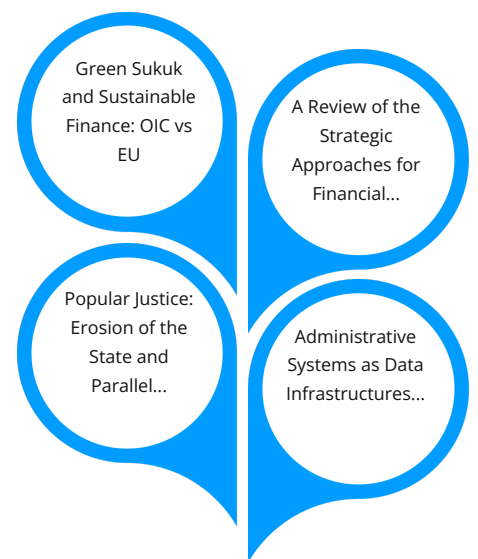 Green Sukuk
and Sustainable
Finance: OIC vs
EU
A Review of the
Strategic
Approaches for
Financial...
Popular Justice:
Erosion of the
State and
Parallel...
Administrative
Systems as Data
Infrastructures...